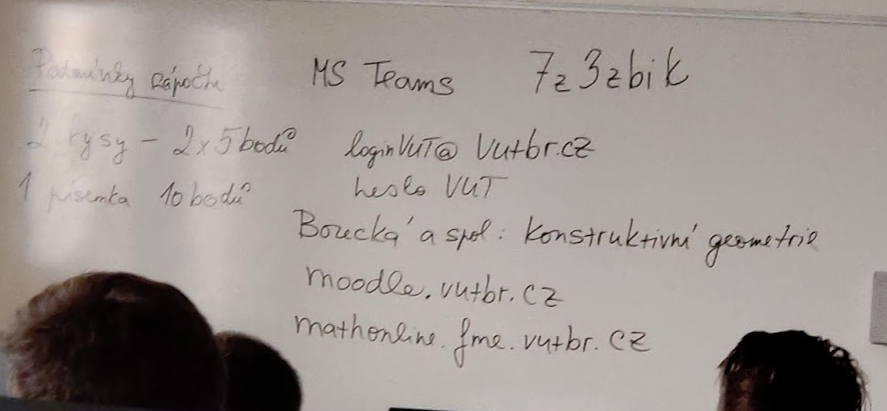 Podmínky zápočtu
2 rysy - 2x5 bodů
1 písemka 10 bodů
MS Teams 7z3zbik
loginVUT@vutbr.cz
heslo VUT
Borecká a spol: Konstruktivní geometrie
moodle.vutbr.cz
mathonline.fme.vutbr.cz